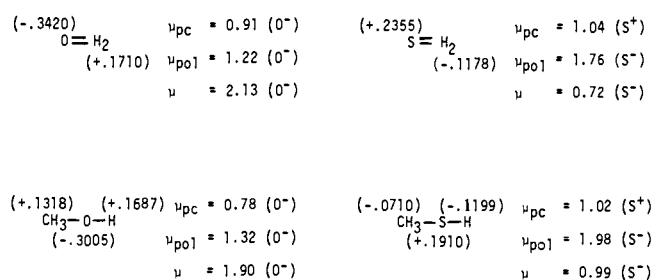 (-.3420)
O=H₂
(+.1710)
μpc = 0.91 (O⁻)
μpol = 1.22 (O⁻)
μ = 2.13 (O⁻)
(+.2355)
S=H₂
(-.1178)
μpc = 1.04 (S⁺)
μpol = 1.76 (S⁻)
μ = 0.72 (S⁻)
(+.1318) (+.1687)
CH₃-O-H
(-.3005)
μpc = 0.78 (O⁻)
μpol = 1.32 (O⁻)
μ = 1.90 (O⁻)
(-.0710) (-.1199)
CH₃-S-H
(+.1910)
μpc = 1.02 (S⁺)
μpol = 1.98 (S⁻)
μ = 0.99 (S⁻)